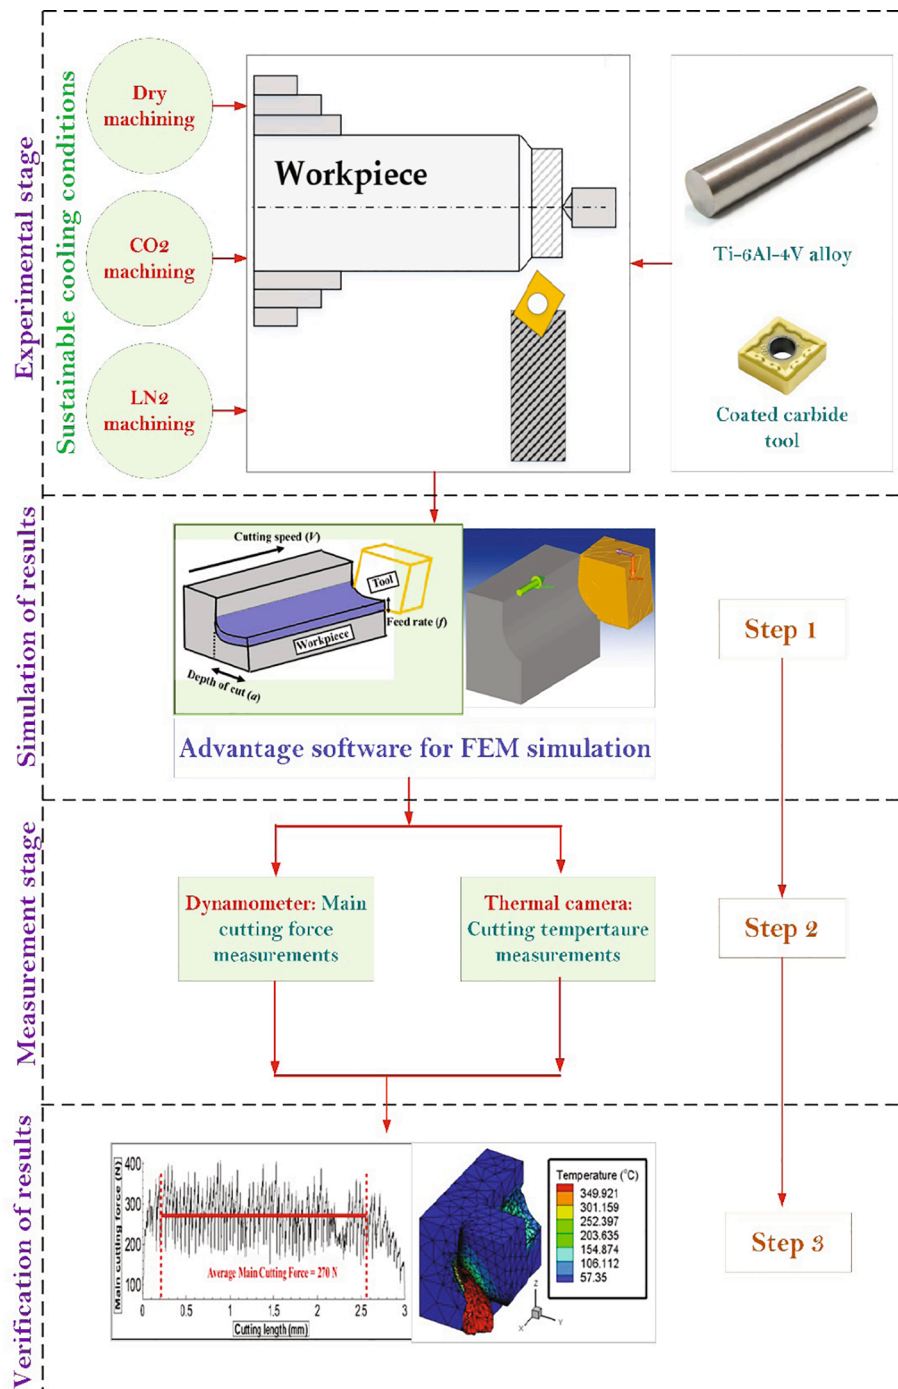 Experimental stage
Sustainable cooling conditions
Dry
machining
CO2
machining
LN2
machining
Workpiece
Ti-6Al-4V alloy
Coated carbide
tool
Simulation of results
Cutting speed (V)
Tool
Feed rate (f)
Workpiece
Depth of cut (a)
Advantage software for FEM simulation
Step 1
Measurement stage
Dynamometer: Main
cutting force
measurements
Thermal camera:
Cutting tempertaure
measurements
Step 2
Verification of results
Main cutting force (N)
400
300
200
100
0
0.5
1
1.5
2
2.5
3
Average Main Cutting Force = 270 N
Cutting length (mm)
Temperature (°C)
349.921
301.159
252.397
203.635
154.874
106.112
57.35
Z
Y
X
Step 3